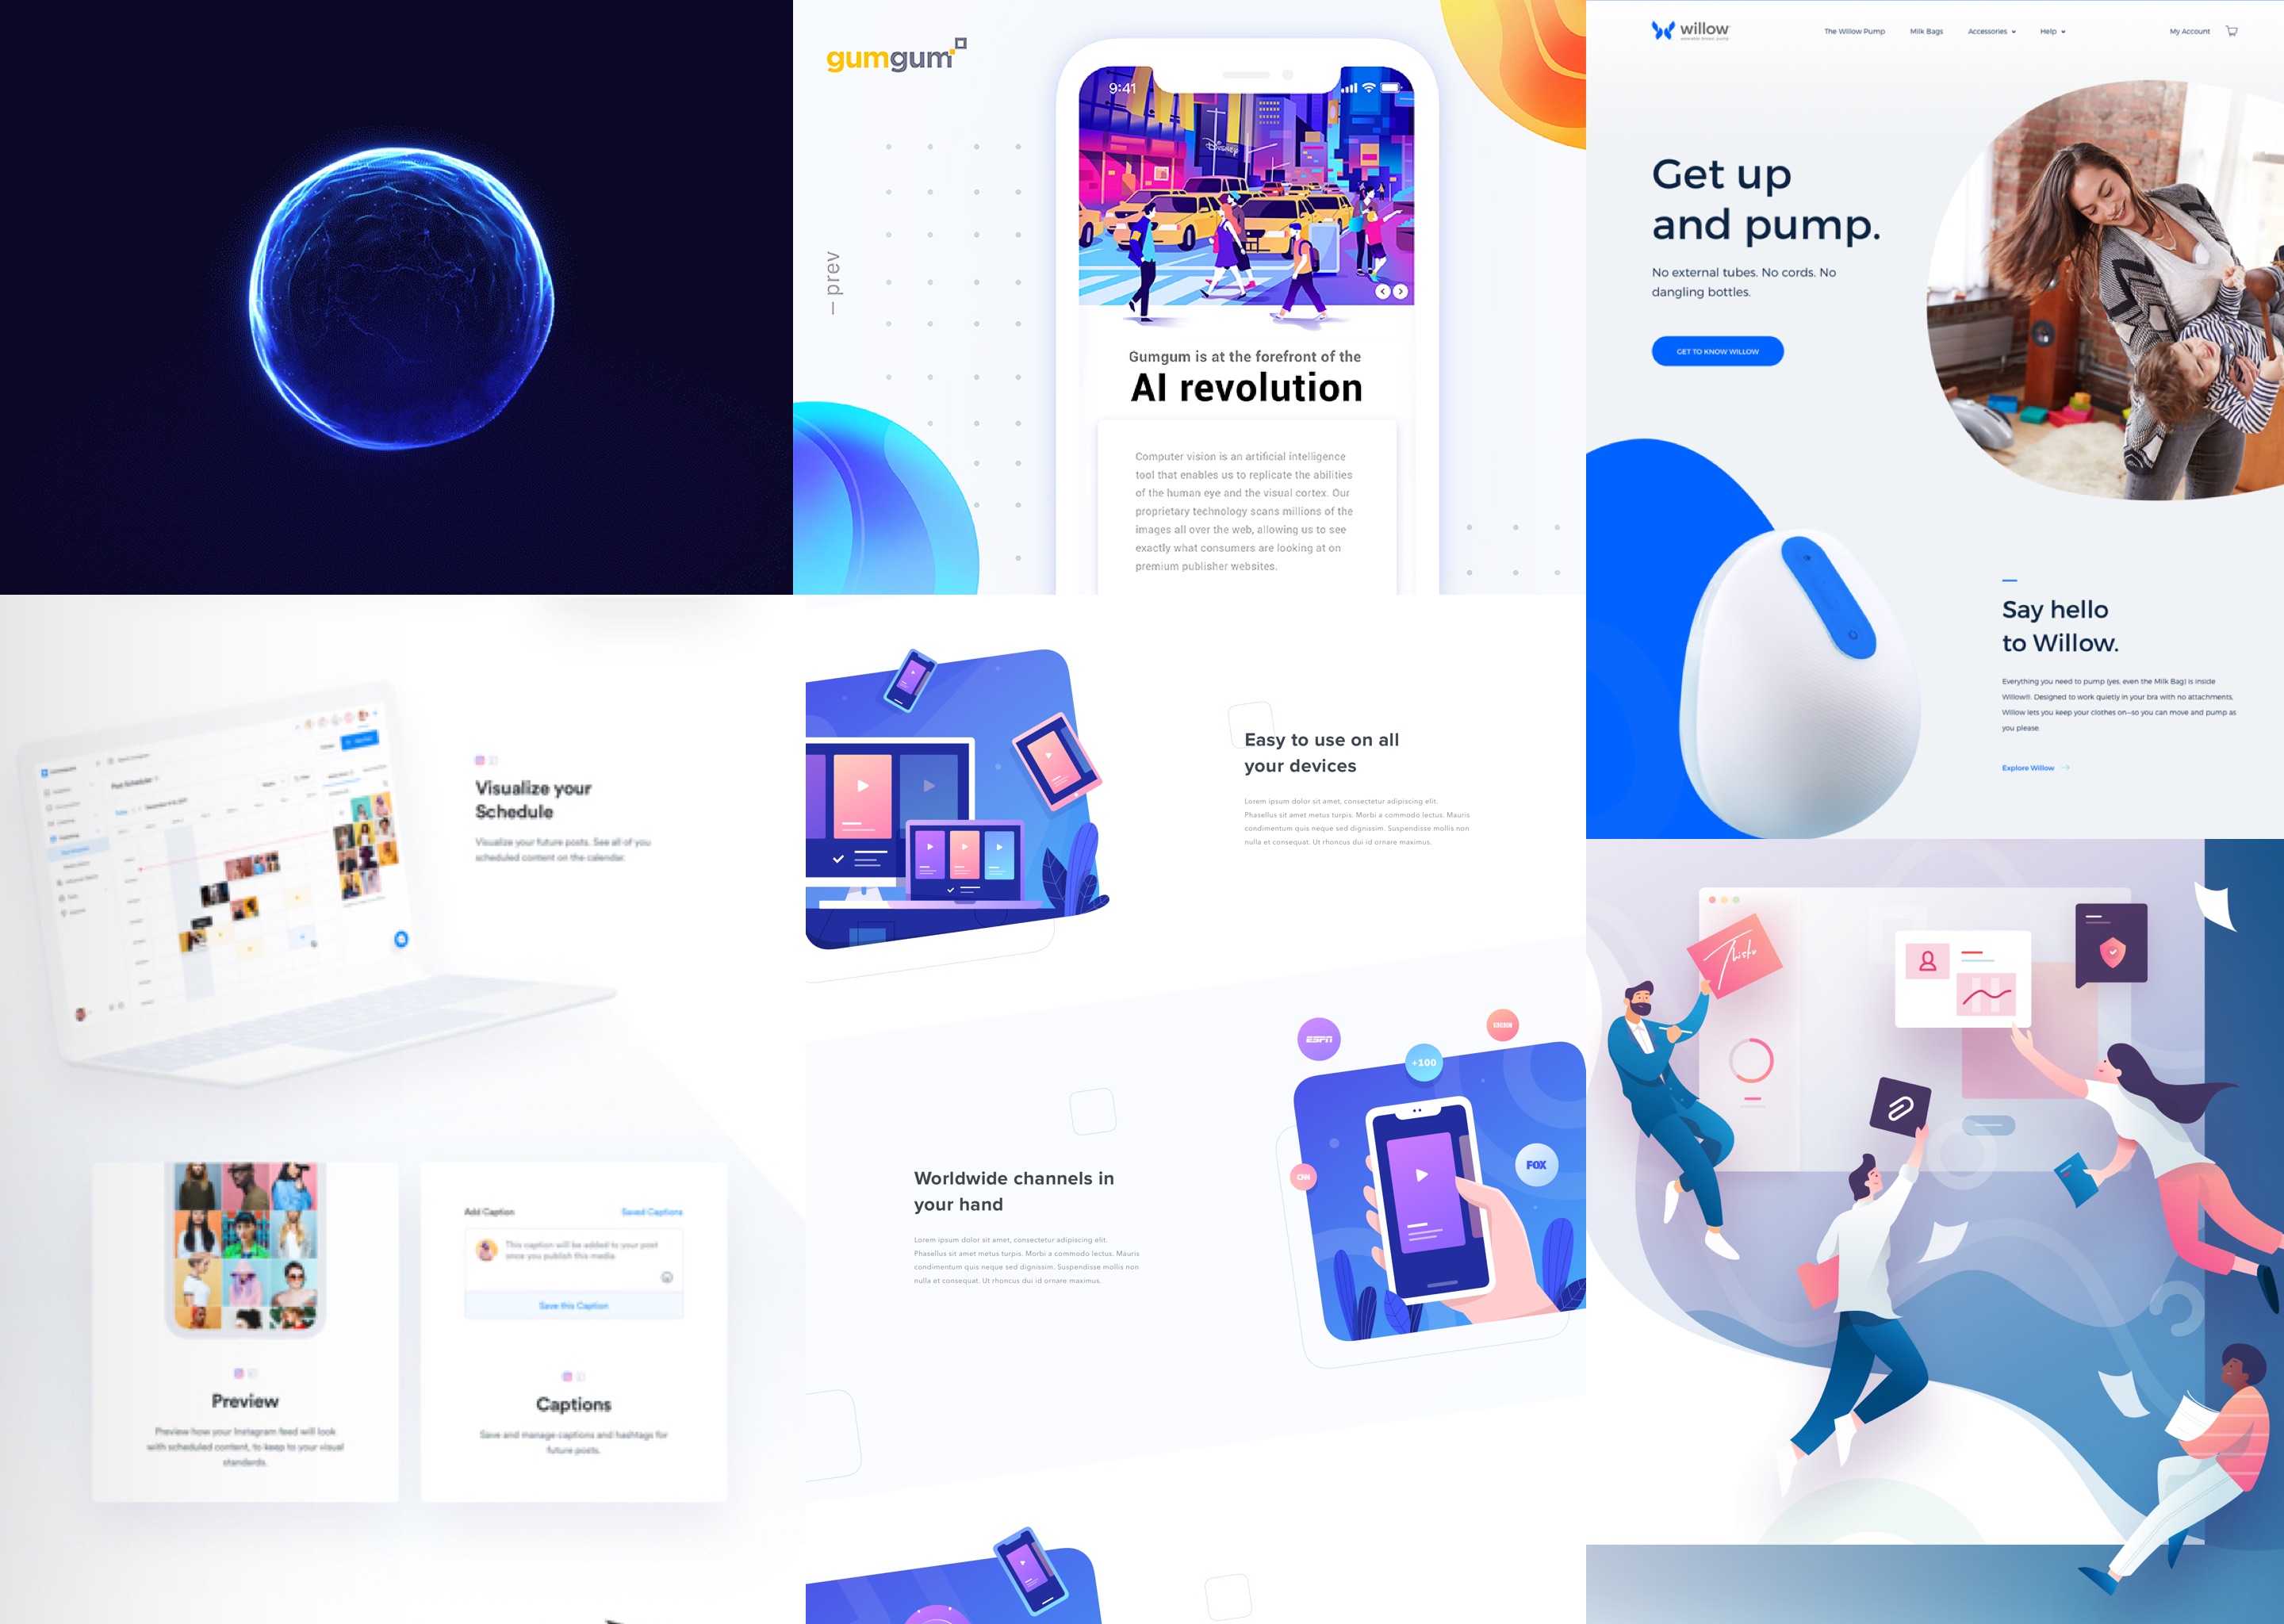 gumgum
— prev
9:41
Disney
Gumgum is at the forefront of the
AI revolution
Computer vision is an artificial intelligence
tool that enables us to replicate the abilities
of the human eye and the visual cortex. Our
proprietary technology scans millions of the
images all over the web, allowing us to see
exactly what consumers are looking at on
premium publisher websites.
willow
The Willow Pump
Milk Bags
Accessories
Help
My Account
Get up
and pump.
No external tubes. No cords. No
dangling bottles.
GET TO KNOW WILLOW
Say hello
to Willow.
Everything you need to pump (yes, even the Milk Bag) is inside
Willow®. Designed to work quietly in your bra with no attachments,
Willow lets you keep your clothes on—so you can move and pump as
you please.
Explore Willow
Post Scheduler
Visualize your
Schedule
Visualize your future posts. See all of you
scheduled content on the calendar.
Preview
Preview how your Instagram feed will look
with scheduled content, to keep to your visual
standards.
Add Caption
Saved Captions
This caption will be added to your post
once you publish this media.
Save this Caption
Captions
Save and manage captions and hashtags for
future posts.
Easy to use on all
your devices
Lorem ipsum dolor sit amet, consectetur adipiscing elit.
Phasellus sit amet metus turpis. Morbi a commodo lectus. Mauris
condimentum quis neque sed dignissim. Suspendisse mollis non
nulla et consequat. Ut rhoncus dui id ornare maximus.
Worldwide channels in
your hand
Lorem ipsum dolor sit amet, consectetur adipiscing elit.
Phasellus sit amet metus turpis. Morbi a commodo lectus. Mauris
condimentum quis neque sed dignissim. Suspendisse mollis non
nulla et consequat. Ut rhoncus dui id ornare maximus.
ESPN
+100
FOX
CNN